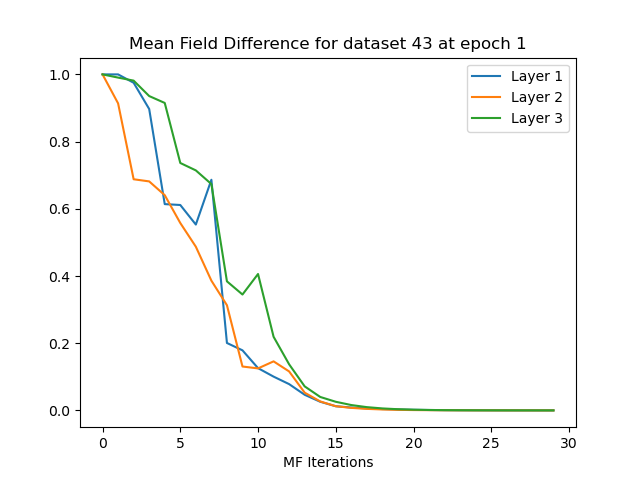 Mean Field Difference for dataset 43 at epoch 1
Layer 1
Layer 2
Layer 3
1.0
0.8
0.6
0.4
0.2
0.0
0 5 10 15 20 25 30
MF Iterations